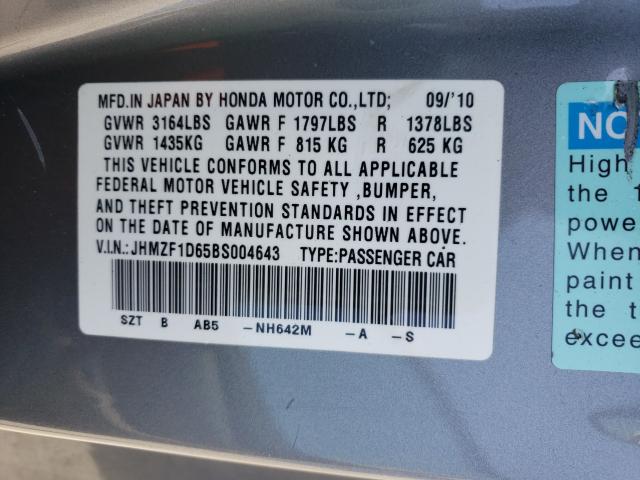 MFD.IN JAPAN BY HONDA MOTOR CO.,LTD; 09/'10
GVWR 3164LBS GAWR F 1797LBS R 1378LBS
GVWR 1435KG GAWR F 815 KG R 625 KG
THIS VEHICLE CONFORMS TO ALL APPLICABLE
FEDERAL MOTOR VEHICLE SAFETY ,BUMPER,
AND THEFT PREVENTION STANDARDS IN EFFECT
ON THE DATE OF MANUFACTURE SHOWN ABOVE.
V.I.N.: JHMZF1D65BS004643 TYPE:PASSENGER CAR
SZT B AB5 -NH642M -A -S
High
the
powe
When
paint
the t
excee